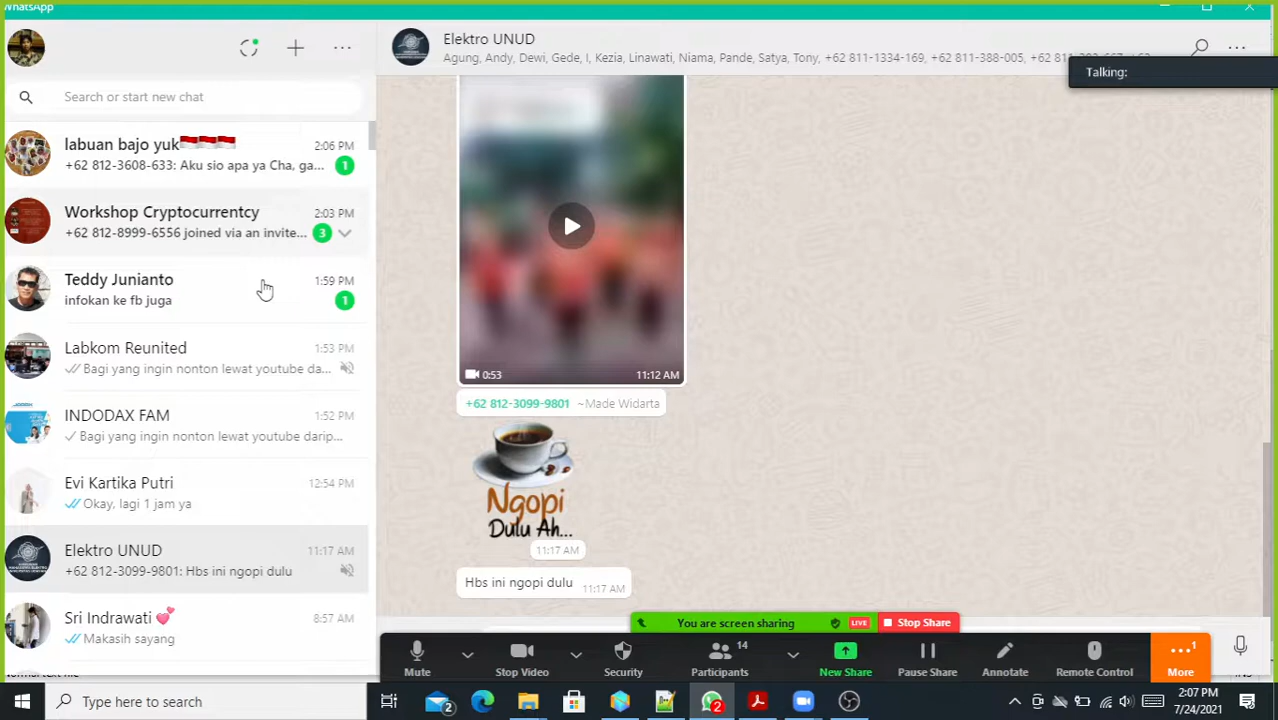 WhatsApp
Elektro UNUD
Agung, Andy, Dewi, Gede, I, Kezia, Linawati, Niama, Pande, Satya, Tony, +62 811-1334-169, +62 811-388-005,
Talking:
Search or start new chat
labuan bajo yuk🇮🇩🇮🇩🇮🇩
2:06 PM
+62 812-3608-633: Aku sio apa ya Cha, ga...
1
Workshop Cryptocurrentcy
2:03 PM
+62 812-8999-6556 joined via an invite...
3
Teddy Junianto
1:59 PM
infokan ke fb juga
1
Labkom Reunited
1:53 PM
Bagi yang ingin nonton lewat youtube da...
INDODAX FAM
1:52 PM
Bagi yang ingin nonton lewat youtube darip...
Evi Kartika Putri
12:54 PM
Okay, lagi 1 jam ya
Elektro UNUD
11:17 AM
+62 812-3099-9801: Hbs ini ngopi dulu
Sri Indrawati 💕
8:57 AM
Makasih sayang
0:53
11:12 AM
+62 812-3099-9801 ~Made Widarta
Ngopi
Dulu Ah...
11:17 AM
Hbs ini ngopi dulu 11:17 AM
You are screen sharing LIVE Stop Share
Mute
Stop Video
Security
Participants 14
New Share
Pause Share
Annotate
Remote Control
More 1
Type here to search
2
2
2:07 PM
7/24/2021